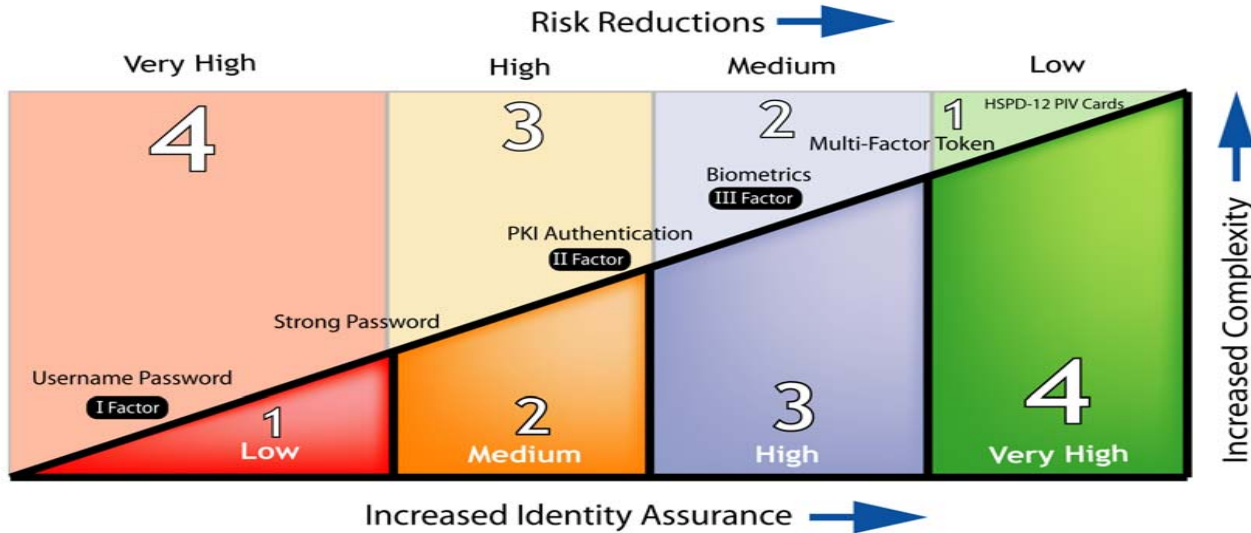 Risk Reductions
Very High
High
Medium
Low
4
3
2
1
HSPD-12 PIV Cards
Multi-Factor Token
Biometrics
III Factor
PKI Authentication
II Factor
Strong Password
Username Password
I Factor
1
Low
2
Medium
3
High
4
Very High
Increased Complexity
Increased Identity Assurance